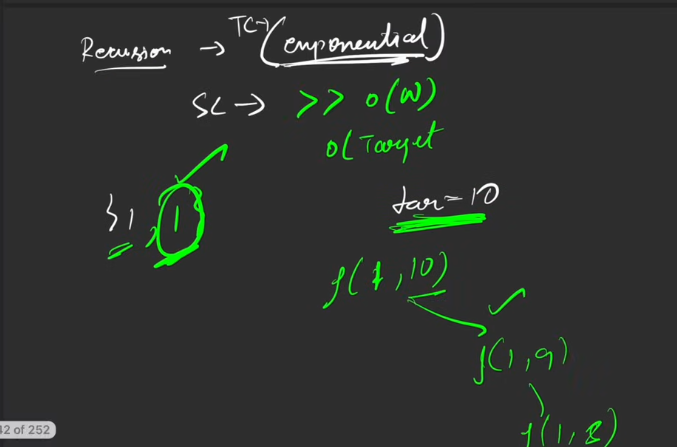 Recursion → TC → (exponential)
SC → >> O(N)
O(Target
{1, 1
tar = 10
f(1, 10)
f(1, 9)
f(1, 8)
42 of 252